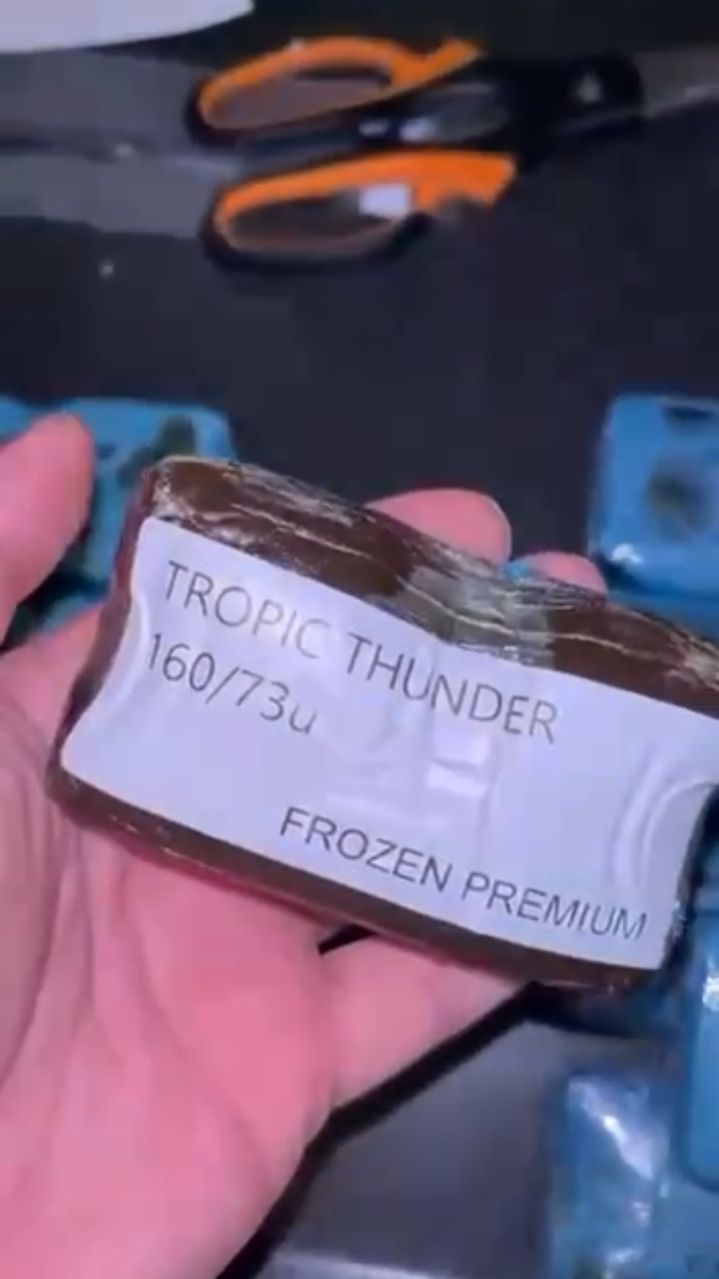 TROPIC THUNDER
160/73u
FROZEN PREMIUM